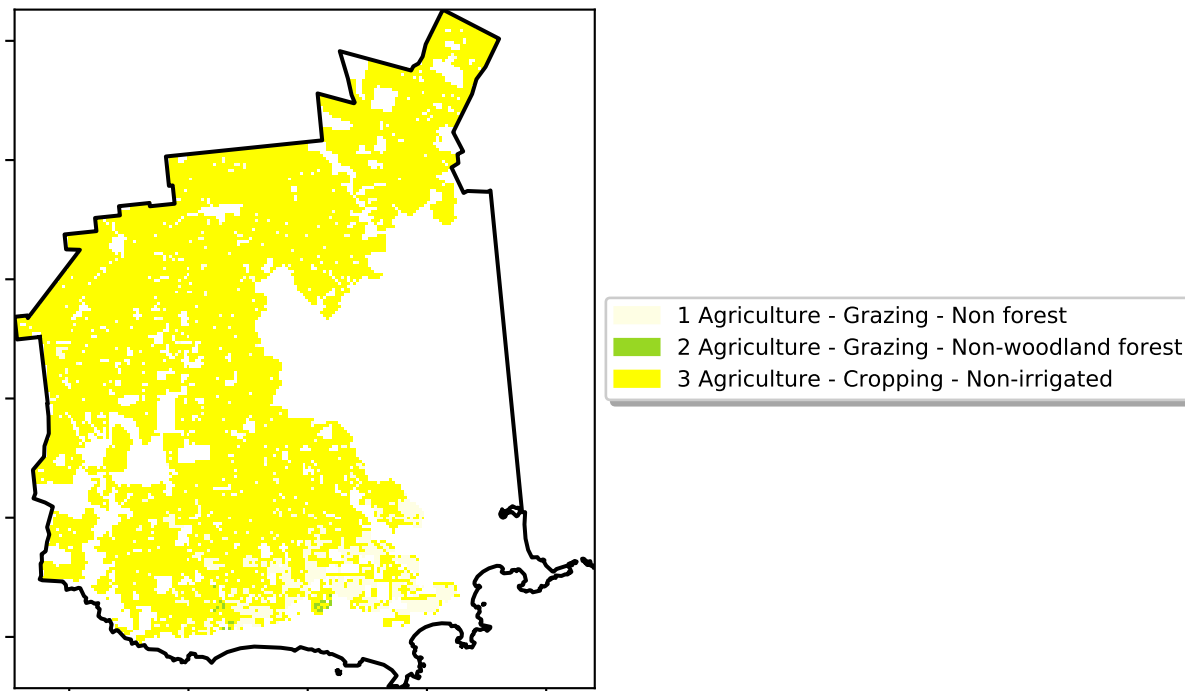 1 Agriculture - Grazing - Non forest
2 Agriculture - Grazing - Non-woodland forest
3 Agriculture - Cropping - Non-irrigated